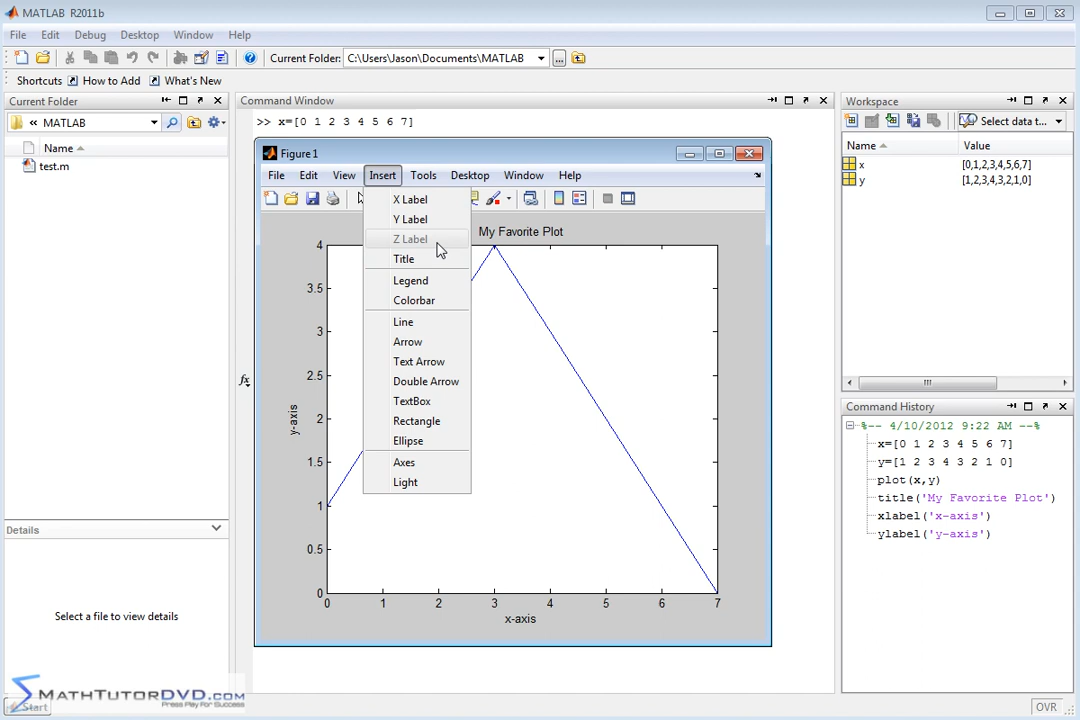 MATLAB R2011b
File Edit Debug Desktop Window Help
Current Folder: C:\Users\Jason\Documents\MATLAB ...
Shortcuts How to Add What's New
Current Folder
« MATLAB
Name
test.m
Details
Select a file to view details
Command Window
>> x=[0 1 2 3 4 5 6 7]
fx
Figure 1
File Edit View Insert Tools Desktop Window Help
X Label
Y Label
Z Label
Title
Legend
Colorbar
Line
Arrow
Text Arrow
Double Arrow
TextBox
Rectangle
Ellipse
Axes
Light
My Favorite Plot
4
3.5
3
2.5
2
1.5
1
0.5
0
y-axis
0 1 2 3 4 5 6 7
x-axis
Workspace
Select data t...
Name Value
x [0,1,2,3,4,5,6,7]
y [1,2,3,4,3,2,1,0]
Command History
%-- 4/10/2012 9:22 AM --%
x=[0 1 2 3 4 5 6 7]
y=[1 2 3 4 3 2 1 0]
plot(x,y)
title('My Favorite Plot')
xlabel('x-axis')
ylabel('y-axis')
MATHTUTORDVD.COM
Press Play For Success
Start
OVR